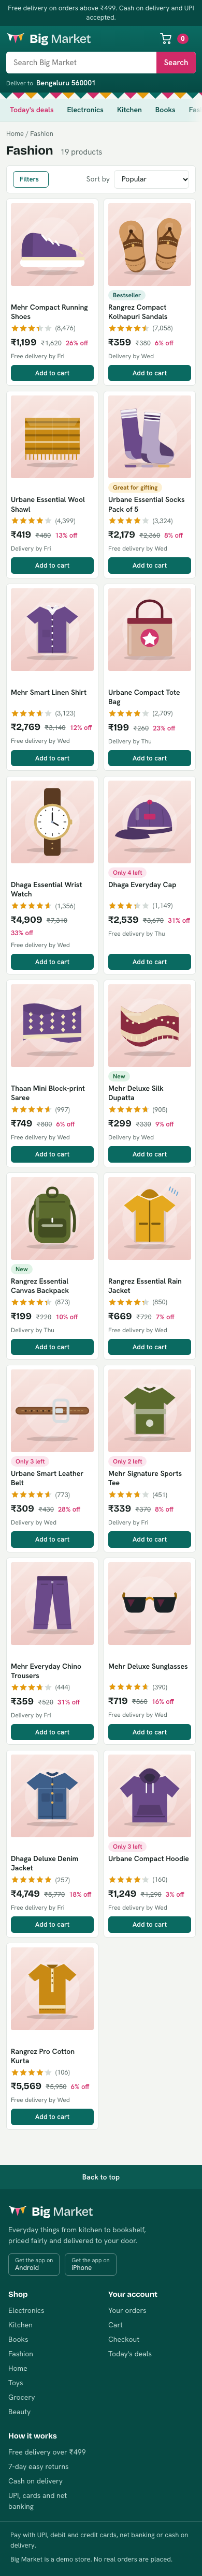 Free delivery on orders above ₹499. Cash on UPI
accepted.
Big Market
0
Search Big Market
Search
Deliver to Bengaluru 560001
Today's deals Electronics Kitchen Books
Home / Fashion
Fashion 19 products
Filters
Sort by Popular
Mehr Compact Running
Shoes
(8,476)
₹1,199 ₹1,620 26% off
Free delivery by Fri
Add to cart
Bestseller
Rangrez Compact
Kolhapuri Sandals
(7,058)
₹359 ₹380 6% off
Delivery by Wed
Add to cart
Urbane Essential Wool
Shawl
(4,399)
₹419 ₹480 13% off
Delivery by Fri
Add to cart
Great for gifting
Urbane Essential Socks
Pack of 5
(3,324)
₹2,179 ₹2,360 8% off
Free delivery by Wed
Add to cart
Mehr Smart Linen Shirt
(3,123)
₹2,769 ₹3,140 12% off
Free delivery by Wed
Add to cart
Urbane Compact Tote
Bag
(2,709)
₹199 ₹260 23% off
Delivery by Thu
Add to cart
Dhaga Essential Wrist
Watch
(1,356)
₹4,909 ₹7,310
33% off
Free delivery by Wed
Add to cart
Only 4 left
Dhaga Everyday Cap
(1,149)
₹2,539 ₹3,670 31% off
Free delivery by Thu
Add to cart
Thaan Mini Block-print
Saree
(997)
₹749 ₹800 6% off
Free delivery by Wed
Add to cart
New
Mehr Deluxe Silk
Dupatta
(905)
₹299 ₹330 9% off
Delivery by Wed
Add to cart
New
Rangrez Essential
Canvas Backpack
(873)
₹199 ₹220 10% off
Delivery by Thu
Add to cart
Rangrez Essential Rain
Jacket
(850)
₹669 ₹720 7% off
Free delivery by Wed
Add to cart
Only 3 left
Urbane Smart Leather
Belt
(773)
₹309 ₹430 28% off
Delivery by Wed
Add to cart
Only 2 left
Mehr Signature Sports
Tee
(451)
₹339 ₹370 8% off
Delivery by Fri
Add to cart
Mehr Everyday Chino
Trousers
(444)
₹359 ₹520 31% off
Delivery by Fri
Add to cart
Mehr Deluxe Sunglasses
(390)
₹719 ₹860 16% off
Free delivery by Wed
Add to cart
Dhaga Deluxe Denim
Jacket
(257)
₹4,749 ₹5,770 18% off
Free delivery by Fri
Add to cart
Only 3 left
Urbane Compact Hoodie
(160)
₹1,249 ₹1,290 3% off
Free delivery by Wed
Add to cart
Rangrez Pro Cotton
Kurta
(106)
₹5,569 ₹5,950 6% off
Free delivery by Wed
Add to cart
Back to top
Big Market
Everyday things from kitchen to bookshelf,
priced fairly and delivered to your door.
Get the app on
Android
Get the app on
iPhone
Shop
Electronics
Kitchen
Books
Fashion
Home
Toys
Grocery
Beauty
Your account
Your orders
Cart
Checkout
Today's deals
How it works
Free delivery over ₹499
7-day easy returns
Cash on delivery
UPI, cards and net
banking
Pay with UPI, debit and credit cards, net banking or cash on
delivery.
Big Market is a demo store. No real orders are placed.